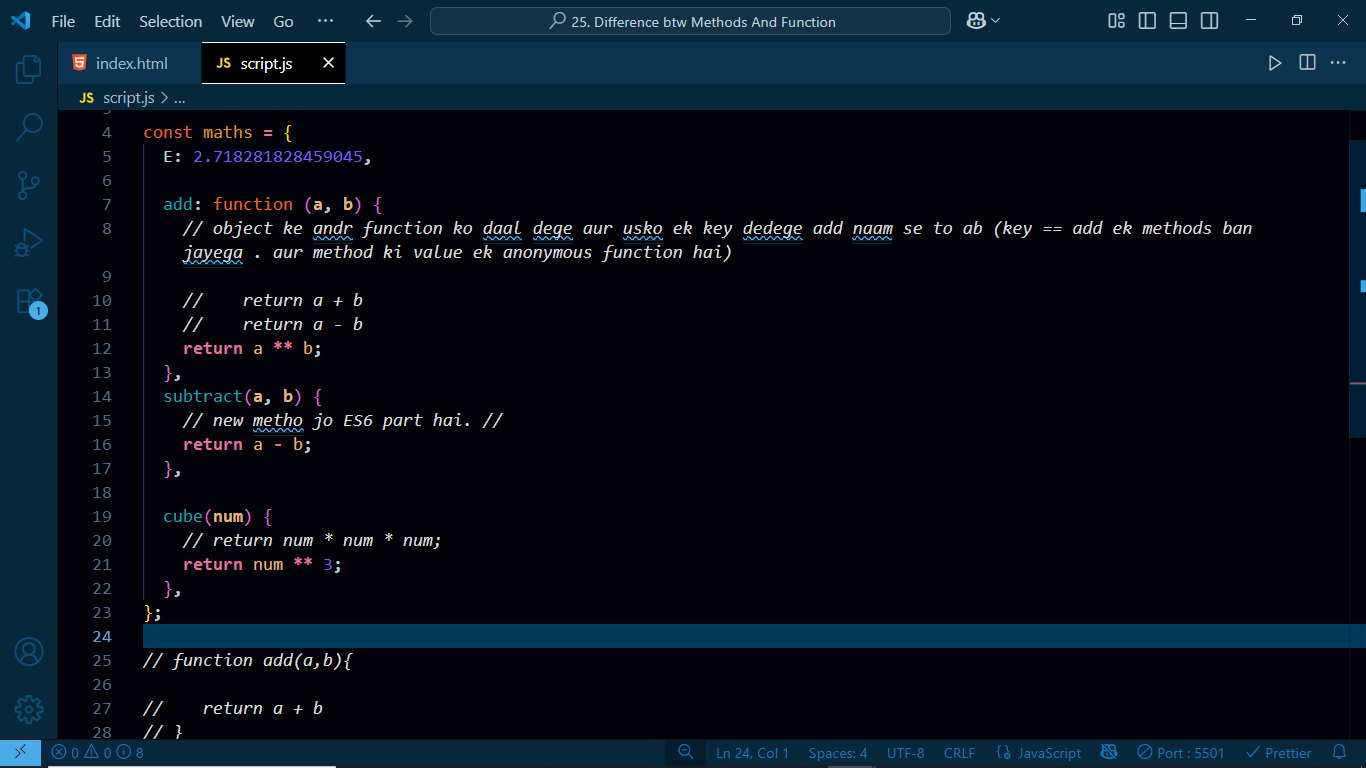 File Edit Selection View Go ...
25. Difference btw Methods And Function
index.html
JS script.js
JS script.js > ...
4 const maths = {
5 E: 2.718281828459045,
6
7 add: function (a, b) {
8 // object ke andr function ko daal dege aur usko ek key dedege add naam se to ab (key == add ek methods ban
jayega . aur method ki value ek anonymous function hai)
9
10 //    return a + b
11 //    return a - b
12 return a ** b;
13 },
14 subtract(a, b) {
15 // new metho jo ES6 part hai. //
16 return a - b;
17 },
18
19 cube(num) {
20 // return num * num * num;
21 return num ** 3;
22 },
23 };
24
25 // function add(a,b){
26
27 //    return a + b
28 // }
1
0 0 8 Ln 24, Col 1 Spaces: 4 UTF-8 CRLF {} JavaScript Port : 5501 Prettier